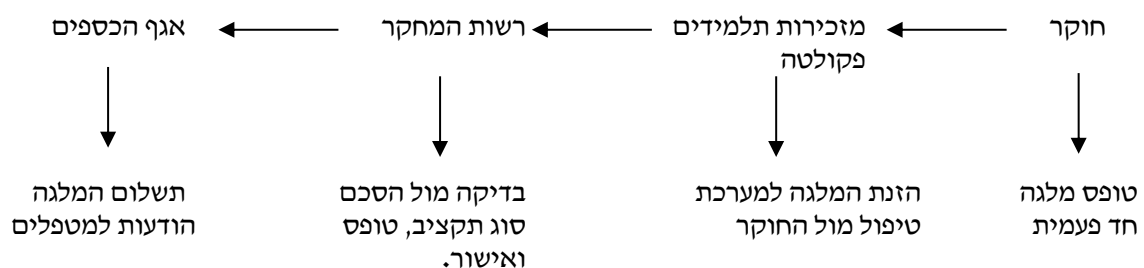 חוקר
מזכירות תלמידים
פקולטה
רשות המחקר
אגף הכספים
טופס מלגה
חד פעמית
הזנת המלגה למערכת
טיפול מול החוקר
בדיקה מול הסכם
סוג תקציב, טופס
ואישור.
תשלום המלגה
הודעות למטפלים